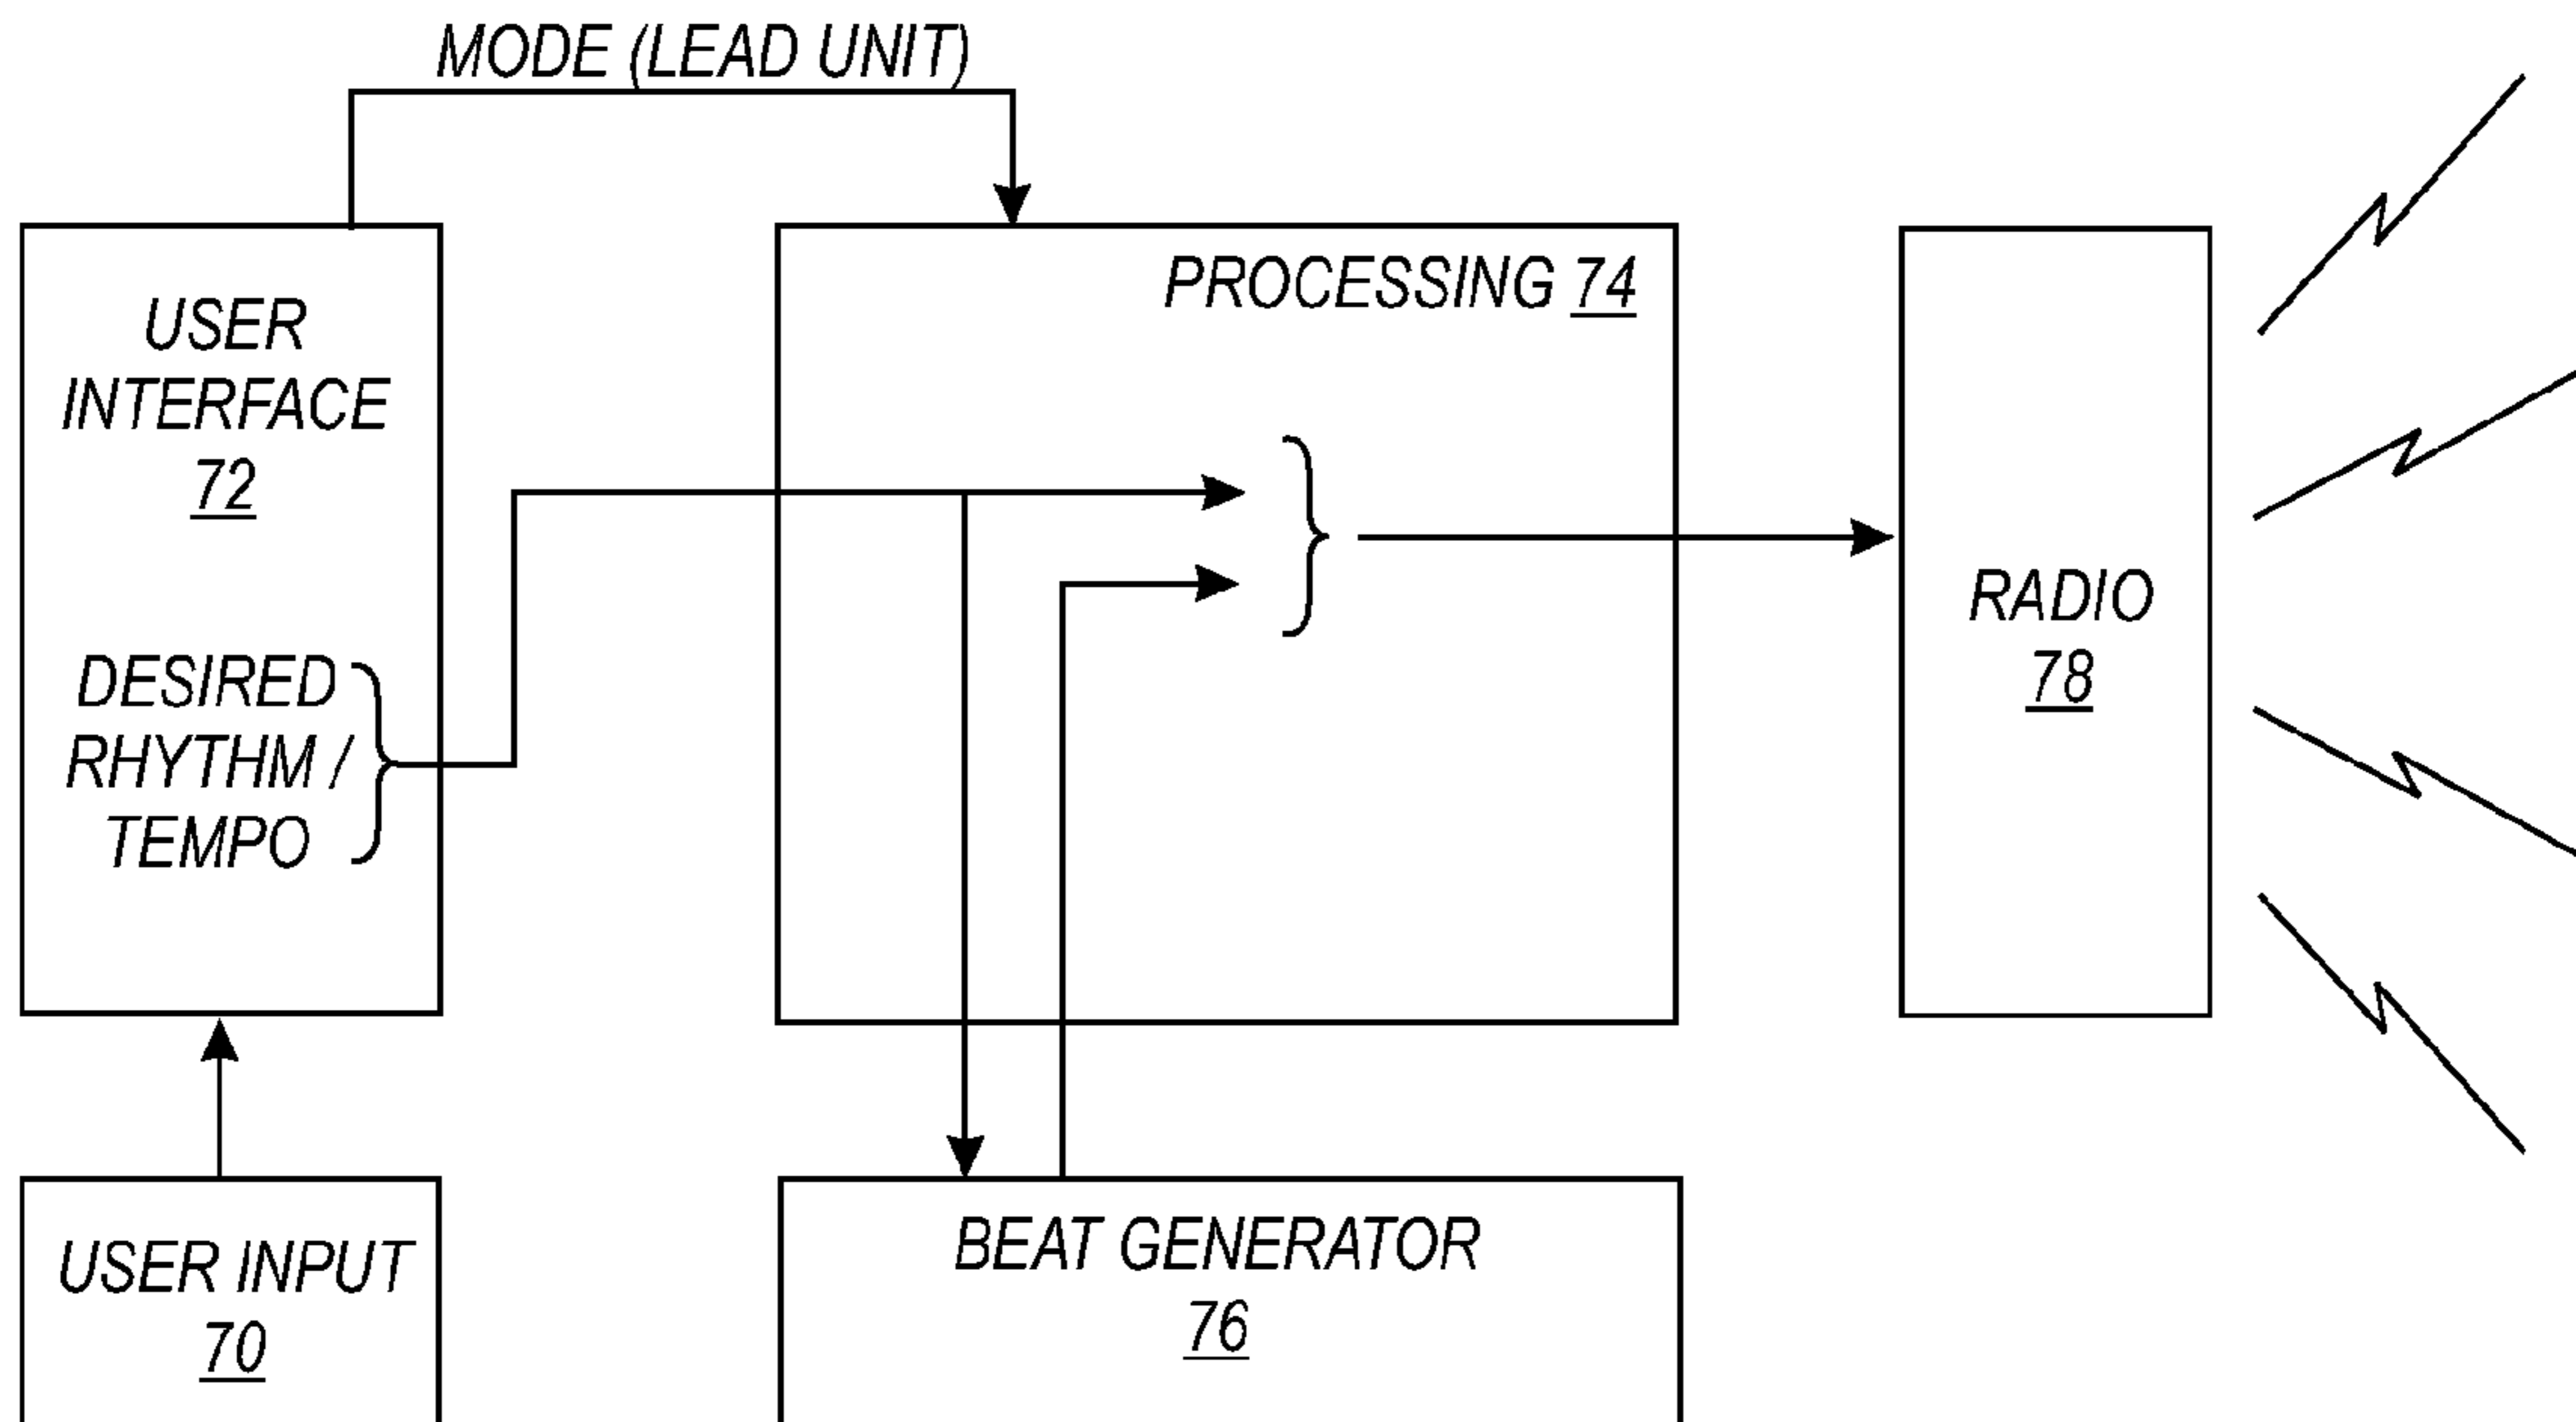 MODE (LEAD UNIT)
USER
INTERFACE
72
DESIRED
RHYTHM /
TEMPO
PROCESSING 74
RADIO
78
USER INPUT
70
BEAT GENERATOR
76